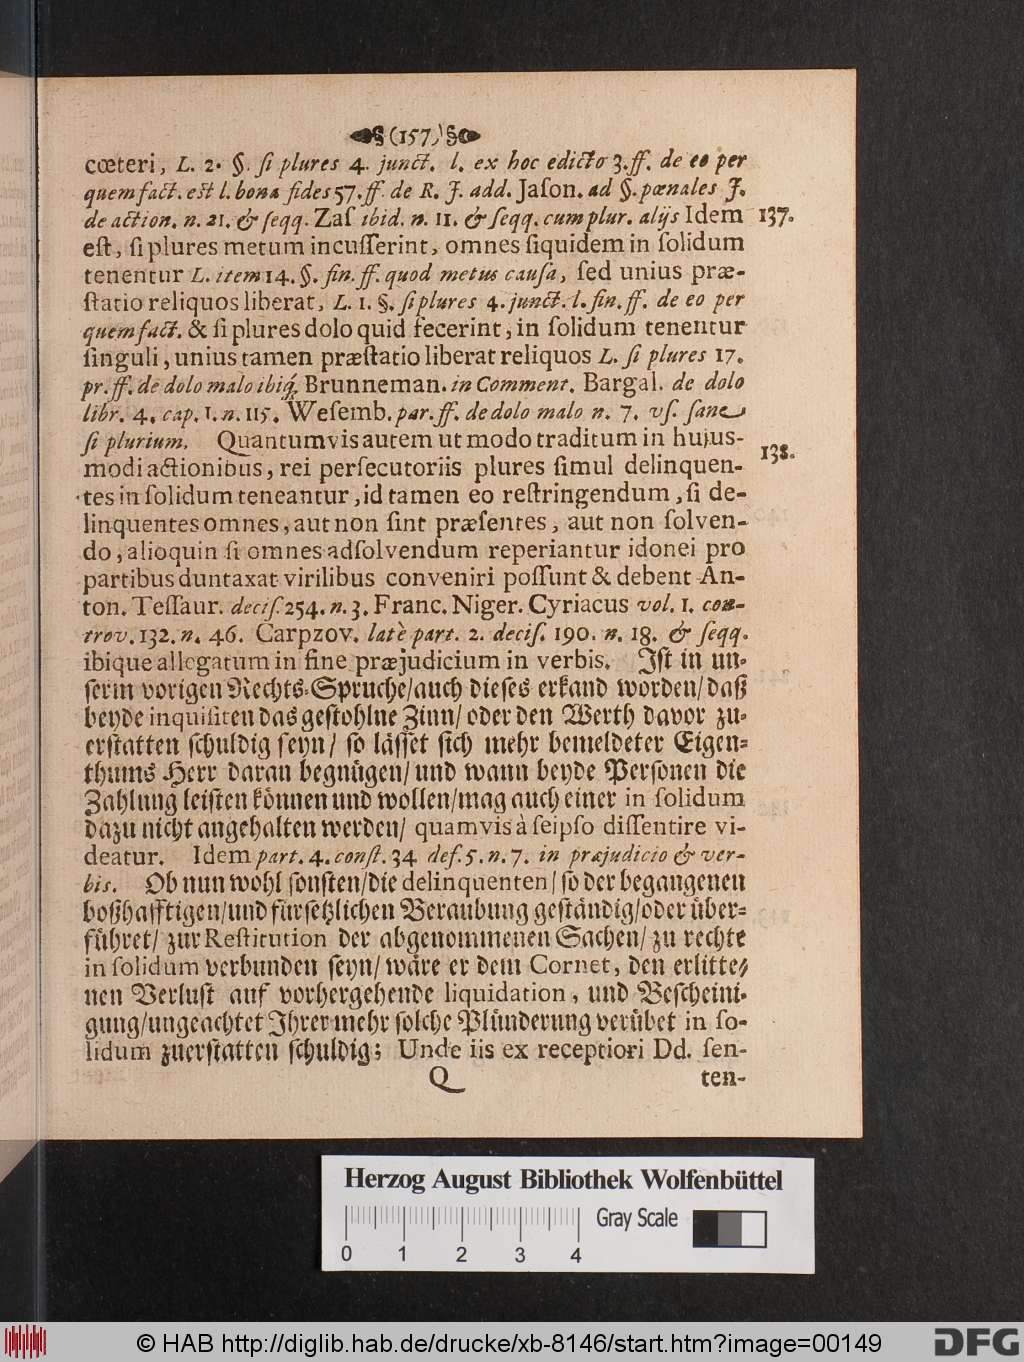 §(157)§
cœteri, L. 2. §. ſi plures 4. junct. l. ex hoc edicto 3. ff. de eo per
quem fact. est l. bona fides 57. ff. de R. J. add. Jaſon. ad §. pœnales J.
de action. n. 21. & ſeqq. Zaſ ibid. n. 11. & ſeqq. cum plur. alijs Idem 137.
eſt, ſi plures metum incuſſerint, omnes ſiquidem in ſolidum
tenentur L. item 14. §. fin. ff. quod metus cauſa, ſed unius præ-
ſtatio reliquos liberat, L. 1. §. ſi plures 4. junct. l. fin. ff. de eo per
quem fact. & ſi plures dolo quid fecerint, in ſolidum tenentur
ſinguli, unius tamen præſtatio liberat reliquos L. ſi plures 17.
pr. ff. de dolo malo ibiq; Brunneman. in Comment. Bargal. de dolo
libr. 4. cap. 1. n. 115. Weſemb. par. ff. de dolo malo n. 7. vſ. ſane
ſi plurium. Quantumvis autem ut modo traditum in hujus-
modi actionibus, rei perſecutoriis plures ſimul delinquen- 138.
tes in ſolidum teneantur, id tamen eo reſtringendum, ſi de-
linquentes omnes, aut non ſint præſentes, aut non ſolven-
do, alioquin ſi omnes adſolvendum reperiantur idonei pro
partibus duntaxat virilibus conveniri poſſunt & debent An-
ton. Teſſaur. deciſ. 254. n. 3. Franc. Niger. Cyriacus vol. 1. con-
trov. 132. n. 46. Carpzov. latè part. 2. deciſ. 190. n. 18. & ſeqq.
ibique allegatum in fine præjudicium in verbis. Iſt in un-
ſerm vorigen Rechts-Spruche/ auch dieſes erkand worden/ daß
beyde inquiſiten das geſtohlne Zinn/ oder den Werth davor zu-
erſtatten ſchuldig ſeyn/ ſo läſſet ſich mehr bemeldeter Eigen-
thums Herr daran begnügen/ und wann beyde Perſonen die
Zahlung leiſten können und wollen/ mag auch einer in ſolidum
dazu nicht angehalten werden/ quamvis à ſeipſo diſſentire vi-
deatur. Idem part. 4. conſt. 34 def. 5. n. 7. in præjudicio & ver-
bis. Ob nun wohl ſonſten/ die delinquenten/ ſo der begangenen
boßhafftigen/ und fürſetzlichen Beraubung geſtändig/ oder über-
führet/ zur Reſtitution der abgenommenen Sachen/ zu rechte
in ſolidum verbunden ſeyn/ wäre er dem Cornet, den erlitte-
nen Verluſt auf vorhergehende liquidation, und Beſcheini-
gung/ ungeachtet Ihrer mehr ſolche Plünderung verübet in ſo-
lidum zuerſtatten ſchuldig; Unde iis ex receptiori Dd. ſen-
Q ten-
Herzog August Bibliothek Wolfenbüttel
Gray Scale
0 1 2 3 4
© HAB http://diglib.hab.de/drucke/xb-8146/start.htm?image=00149
DFG